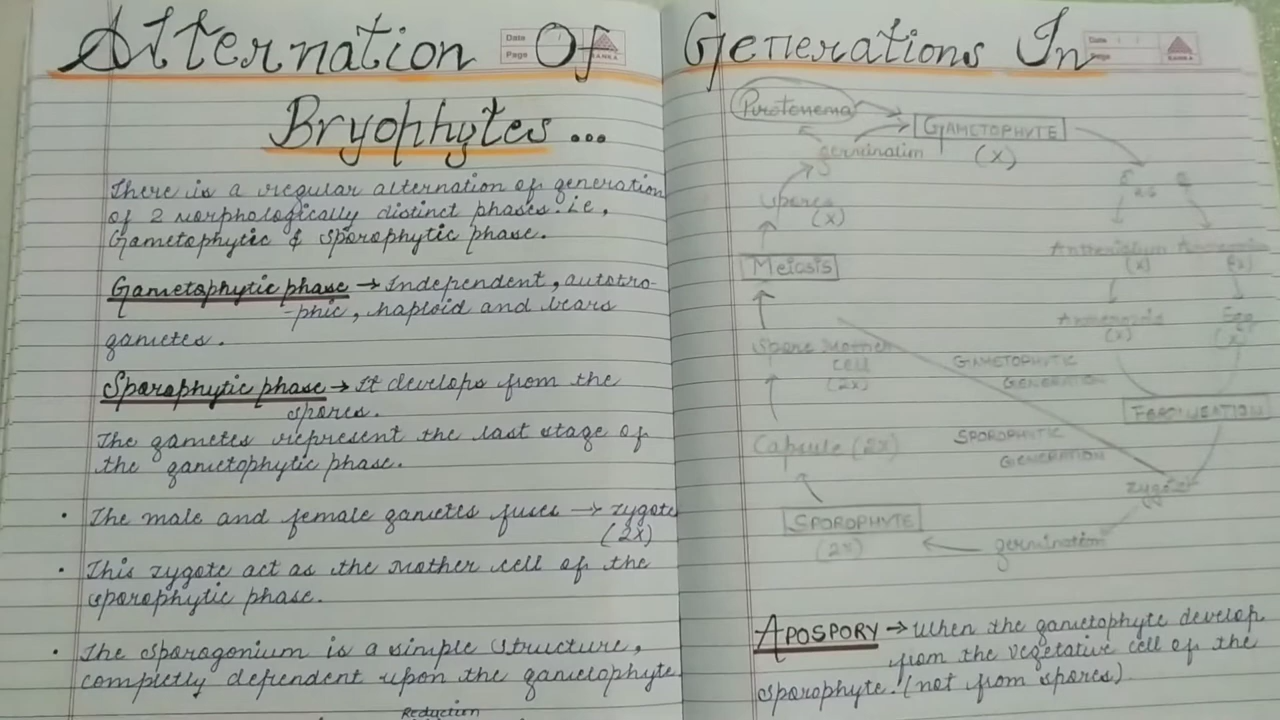 Alternation Of Generations In
Bryophytes...
Date
Page
There is a regular alternation of generation
of 2 morphologically distinct phases. i.e,
Gametophytic & Sporophytic phase.
Gametophytic phase → Independent, autotro-
-phic, haploid and bears
gametes.
Sporophytic phase → It develops from the
spores.
The gametes represent the last stage of
the gametophytic phase.
• The male and female gametes fuses → zygote
(2x)
• This zygote act as the Mother cell of the
sporophytic phase.
• The sporogonium is a simple structure,
completly dependent upon the gametophyte.
Reduction
Date
Page
Protonema
GAMETOPHYTE
(x)
germination
spores
(x)
Meiosis
Spore Mother
cell
(2x)
Capsule (2x)
SPOROPHYTE
(2x)
germination
zygote
Antheridium
(x)
(x)
Egg
(x)
(x)
GAMETOPHYTIC
GENERATION
SPOROPHYTIC
GENERATION
APOSPORY → When the gametophyte develop
from the vegetative cell of the
sporophyte. (not from spores)